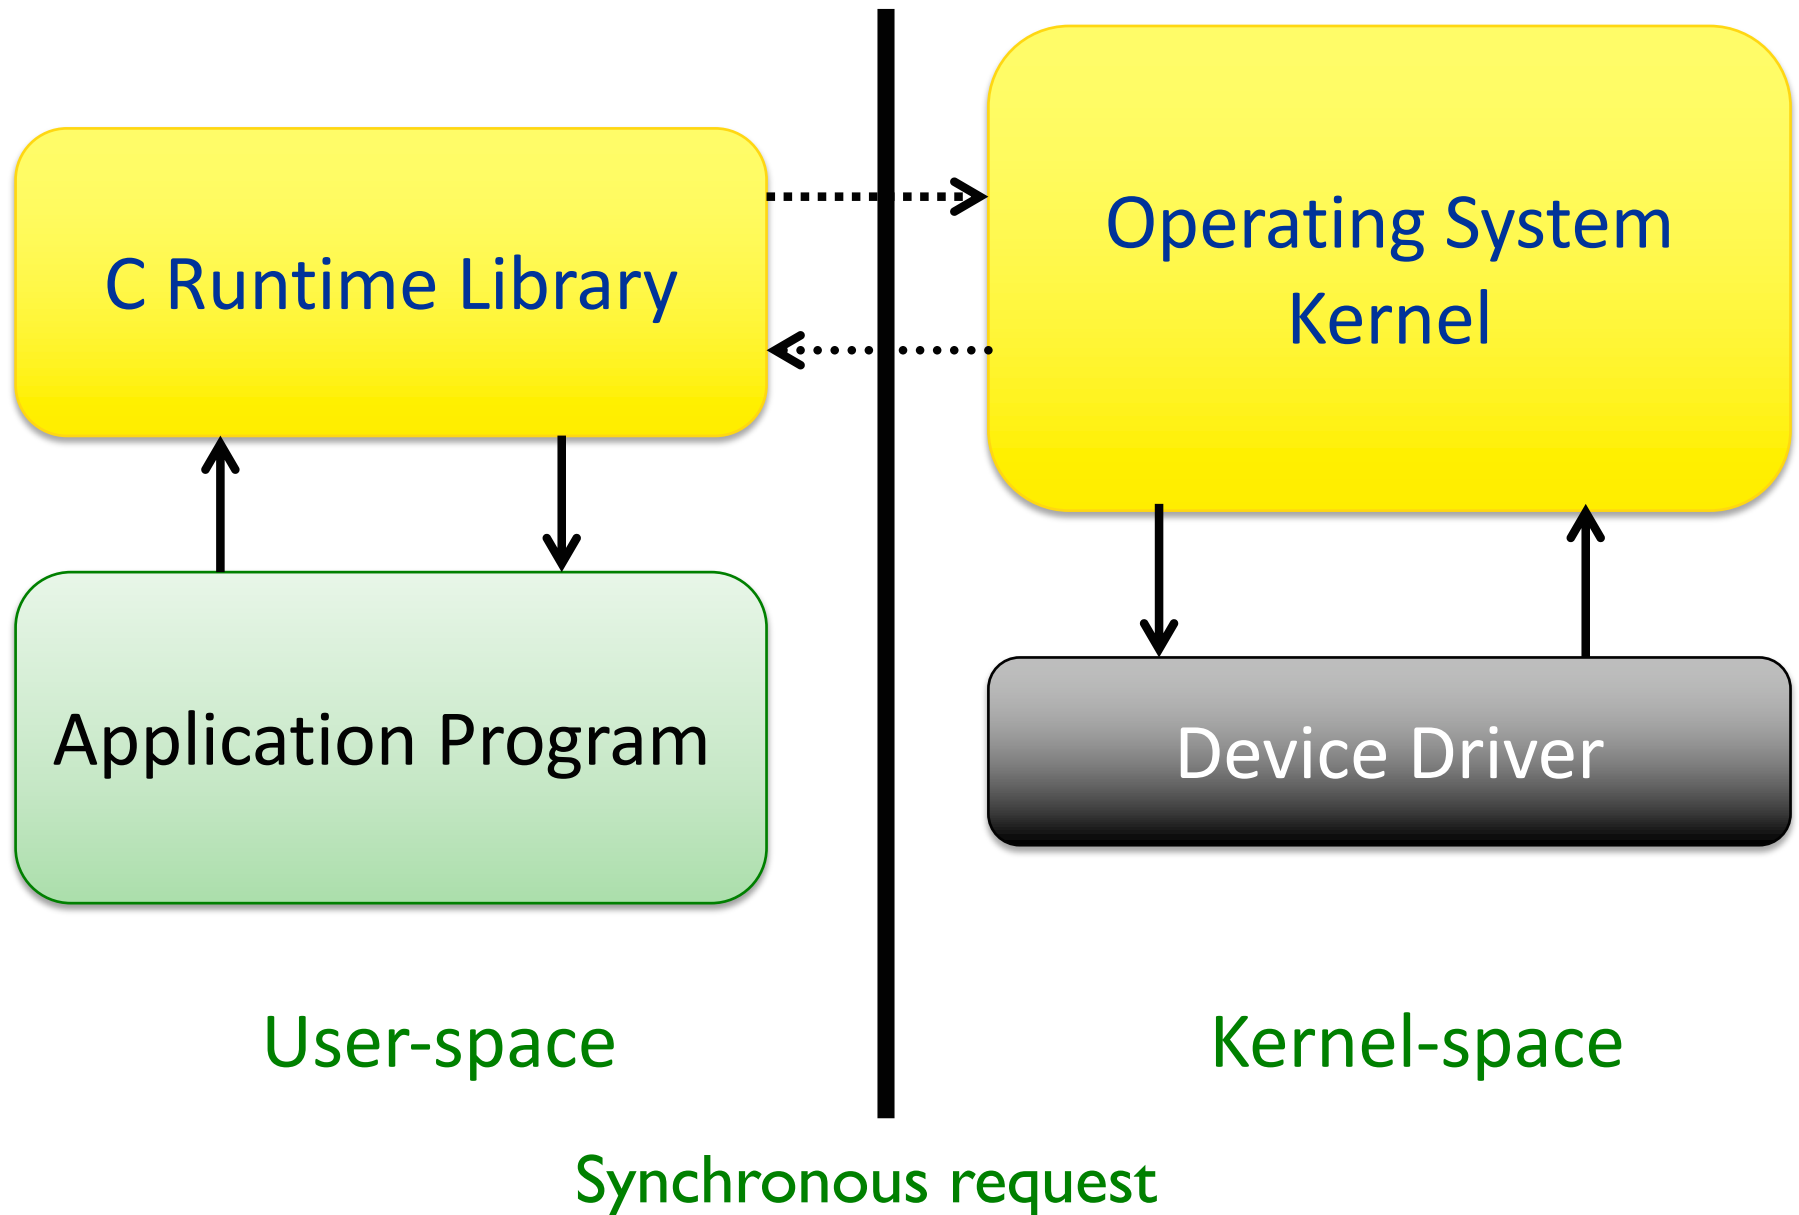 C Runtime Library
Operating System
Kernel
Application Program
Device Driver
User-space
Kernel-space
Synchronous request